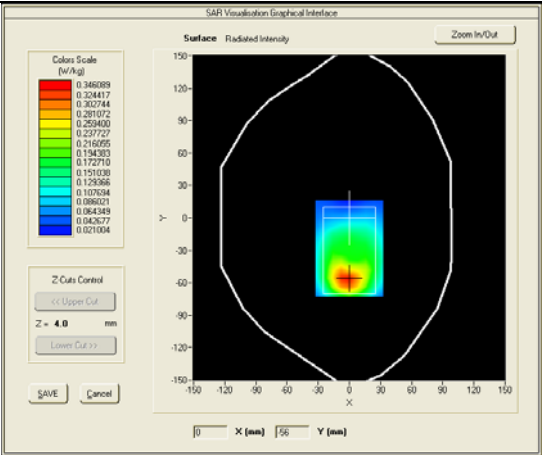 SAR Visualisation Graphical Interface
Surface Radiated Intensity
Zoom In/Out
Colors Scale
(W/kg)
0.346089
0.324417
0.302744
0.281072
0.259400
0.237727
0.216055
0.194383
0.172710
0.151038
0.129366
0.107694
0.086021
0.064349
0.042677
0.021004
Z-Cuts Control
<< Upper Cut
Z = 4.0 mm
Lower Cut >>
SAVE Cancel
150-
120-
90-
60-
30-
0-
-30-
-60-
-90-
-120-
-150-
Y
-150 -120 -90 -60 -30 0 30 60 90 120 150
X
0 X (mm) -56 Y (mm)